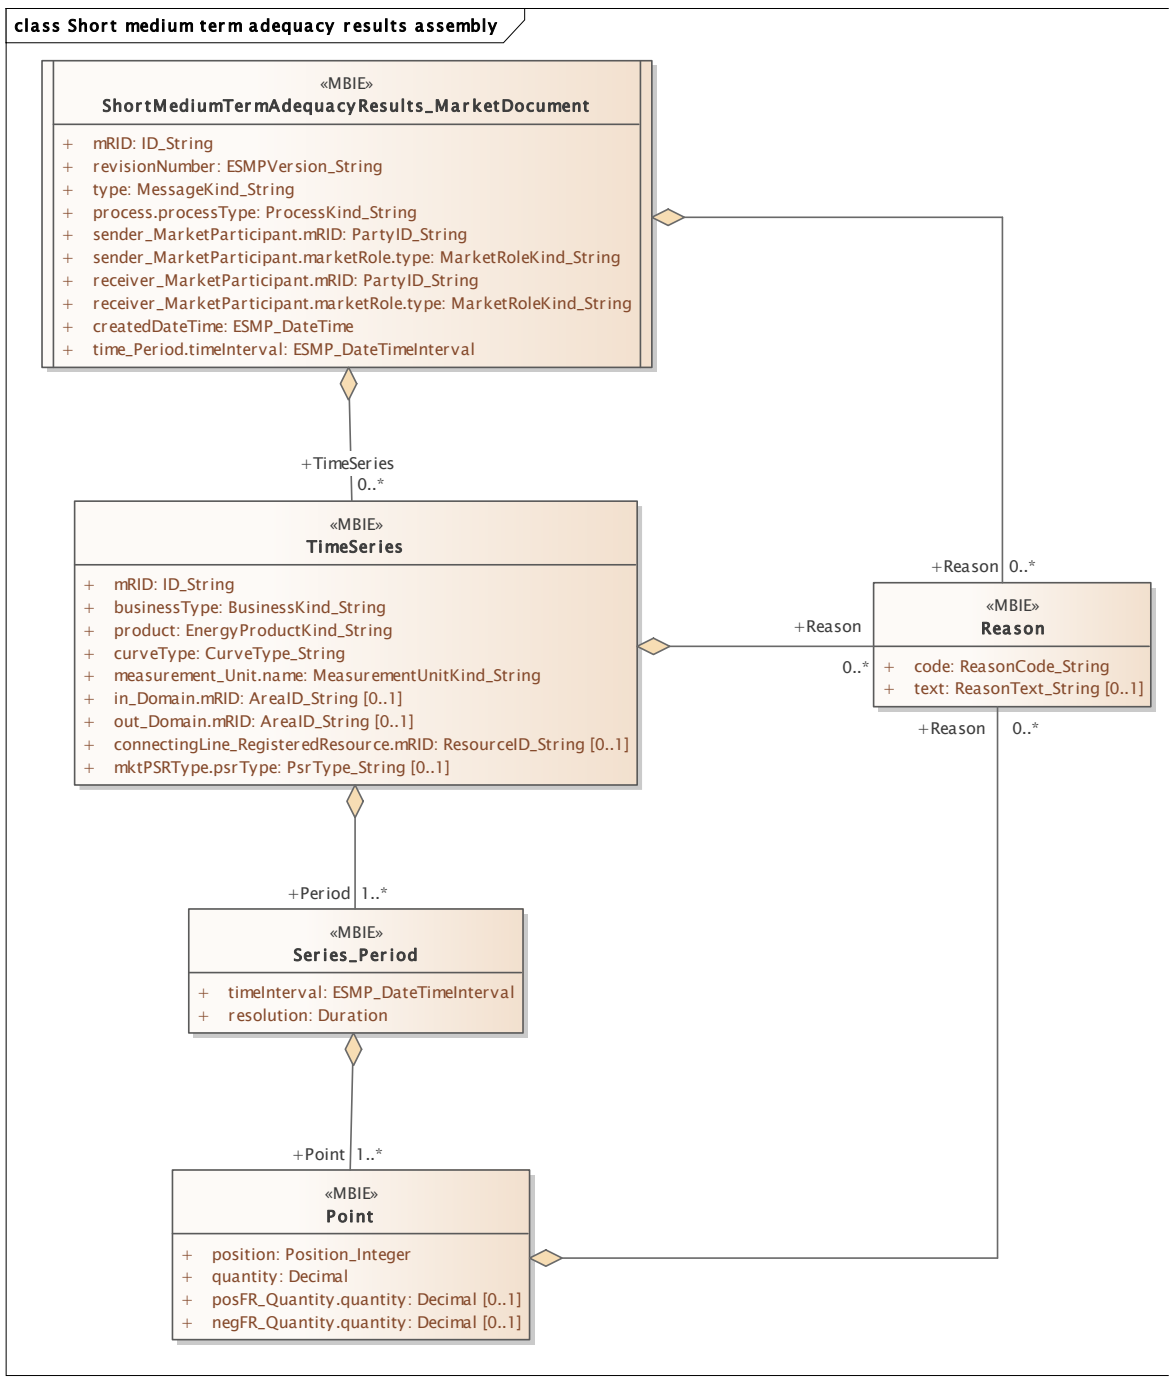 class Short medium term adequacy results assembly
«MBIE»
ShortMediumTermAdequacyResults_MarketDocument
+ mRID: ID_String
+ revisionNumber: ESMPVersion_String
+ type: MessageKind_String
+ process.processType: ProcessKind_String
+ sender_MarketParticipant.mRID: PartyID_String
+ sender_MarketParticipant.marketRole.type: MarketRoleKind_String
+ receiver_MarketParticipant.mRID: PartyID_String
+ receiver_MarketParticipant.marketRole.type: MarketRoleKind_String
+ createdDateTime: ESMP_DateTime
+ time_Period.timeInterval: ESMP_DateTimeInterval
+TimeSeries
0..*
«MBIE»
TimeSeries
+ mRID: ID_String
+ businessType: BusinessKind_String
+ product: EnergyProductKind_String
+ curveType: CurveType_String
+ measurement_Unit.name: MeasurementUnitKind_String
+ in_Domain.mRID: AreaID_String [0..1]
+ out_Domain.mRID: AreaID_String [0..1]
+ connectingLine_RegisteredResource.mRID: ResourceID_String [0..1]
+ mktPSRType.psrType: PsrType_String [0..1]
+Reason 0..*
+Reason
0..*
«MBIE»
Reason
+ code: ReasonCode_String
+ text: ReasonText_String [0..1]
+Reason 0..*
+Period 1..*
«MBIE»
Series_Period
+ timeInterval: ESMP_DateTimeInterval
+ resolution: Duration
+Point 1..*
«MBIE»
Point
+ position: Position_Integer
+ quantity: Decimal
+ posFR_Quantity.quantity: Decimal [0..1]
+ negFR_Quantity.quantity: Decimal [0..1]